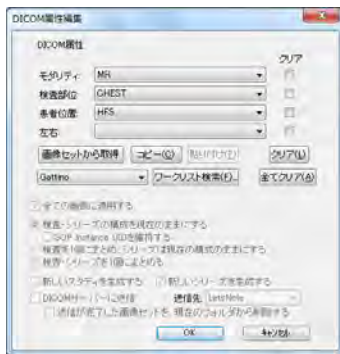 DICOM属性編集
DICOM属性
クリア
モダリティ MR
検査部位 CHEST
患者位置 HFS
左右
画像セットから取得 コピー(C) 貼り付け(P) クリア(L)
Gattino ワークリスト検索(F)... 全てクリア(A)
全ての画像に適用する
検査・シリーズの構成を現在のままにする
SOP Instance UIDを維持する
検査を1個にまとめ、シリーズは現在の構成のままにする
検査・シリーズを1個にまとめる
新しいスタディを生成する 新しいシリーズを生成する
DICOMサーバーに送信 送信先 LetsNote
送信が完了した画像セットを、現在のフォルダから削除する
OK キャンセル